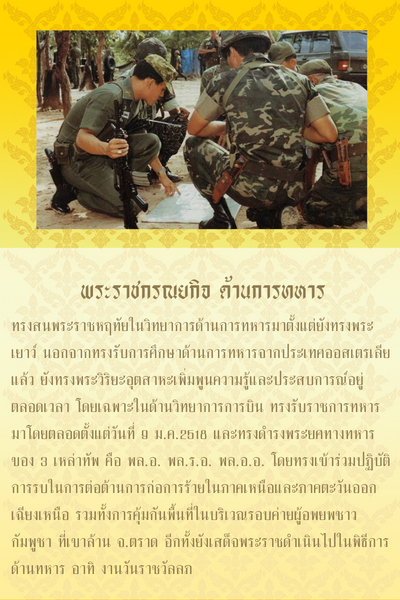 พระราชกรณียกิจ ด้านการทหาร
ทรงสนพระราชหฤทัยในวิทยาการด้านการทหารมาตั้งแต่ยังทรงพระ
เยาว์ นอกจากทรงรับการศึกษาด้านการทหารจากประเทศออสเตรเลีย
แล้ว ยังทรงพระวิริยะอุตสาหะเพิ่มพูนความรู้และประสบการณ์อยู่
ตลอดเวลา โดยเฉพาะในด้านวิทยาการการบิน ทรงรับราชการทหาร
มาโดยตลอดตั้งแต่วันที่ 9 ม.ค.2518 และทรงดำรงพระยศทางทหาร
ของ 3 เหล่าทัพ คือ พล.อ. พล.ร.อ. พล.อ.อ. โดยทรงเข้าร่วมปฏิบัติ
การรบในการต่อต้านการก่อการร้ายในภาคเหนือและภาคตะวันออก
เฉียงเหนือ รวมทั้งการคุ้มกันพื้นที่ในบริเวณรอบค่ายผู้อพยพชาว
กัมพูชา ที่เขาล้าน จ.ตราด อีกทั้งยังเสด็จพระราชดำเนินไปในพิธีการ
ด้านทหาร อาทิ งานวันราชวัลลภ